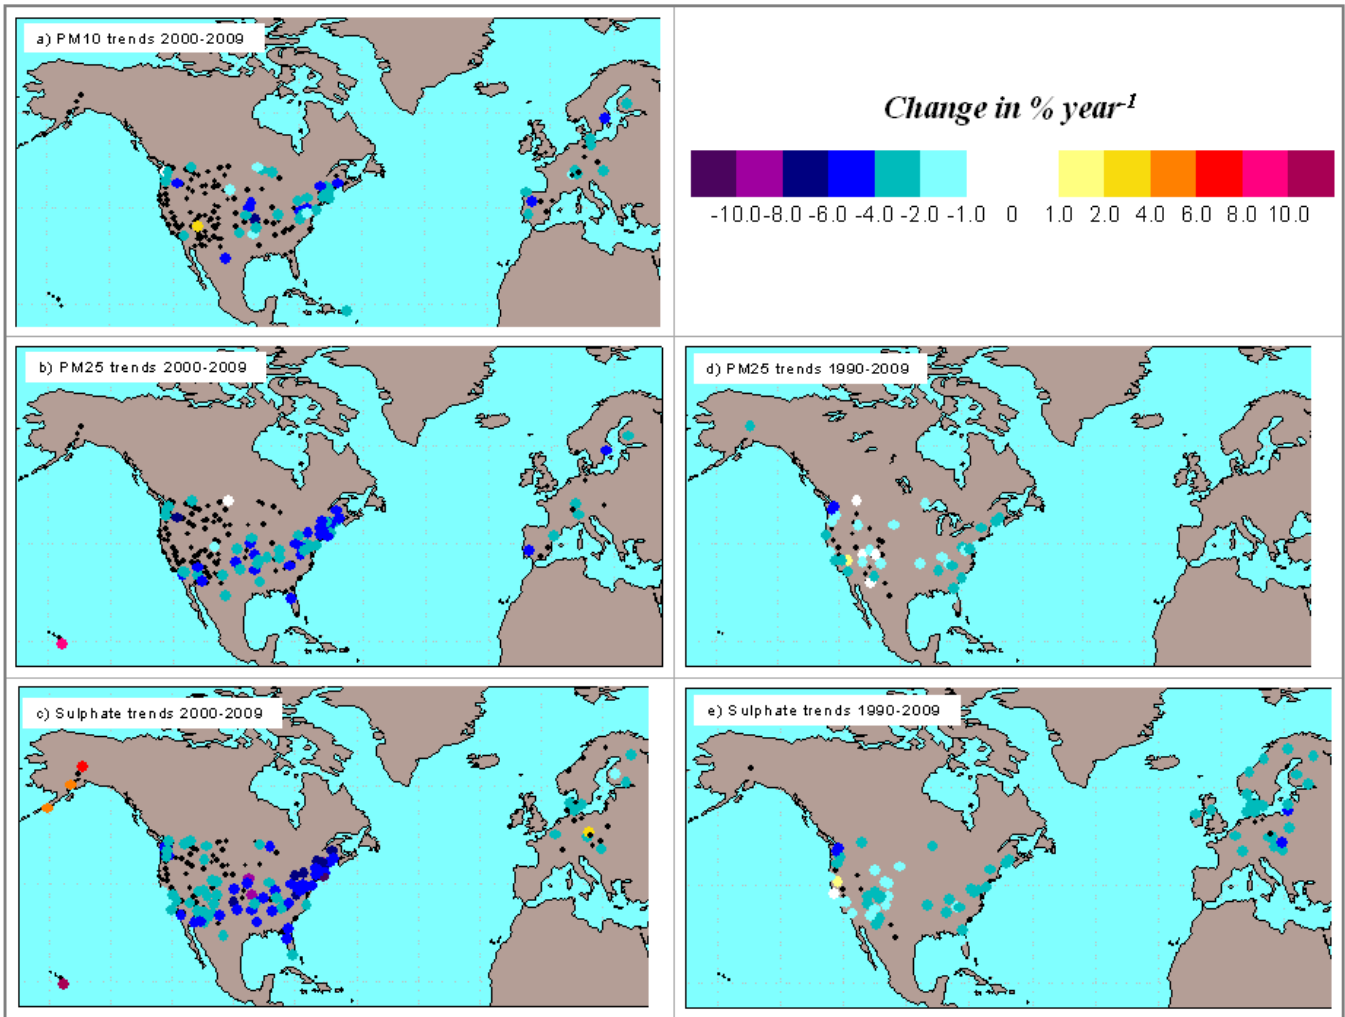 a) PM10 trends 2000-2009
Change in % year-1
-10.0 -8.0 -6.0 -4.0 -2.0 -1.0 0 1.0 2.0 4.0 6.0 8.0 10.0
b) PM25 trends 2000-2009
d) PM25 trends 1990-2009
c) Sulphate trends 2000-2009
e) Sulphate trends 1990-2009